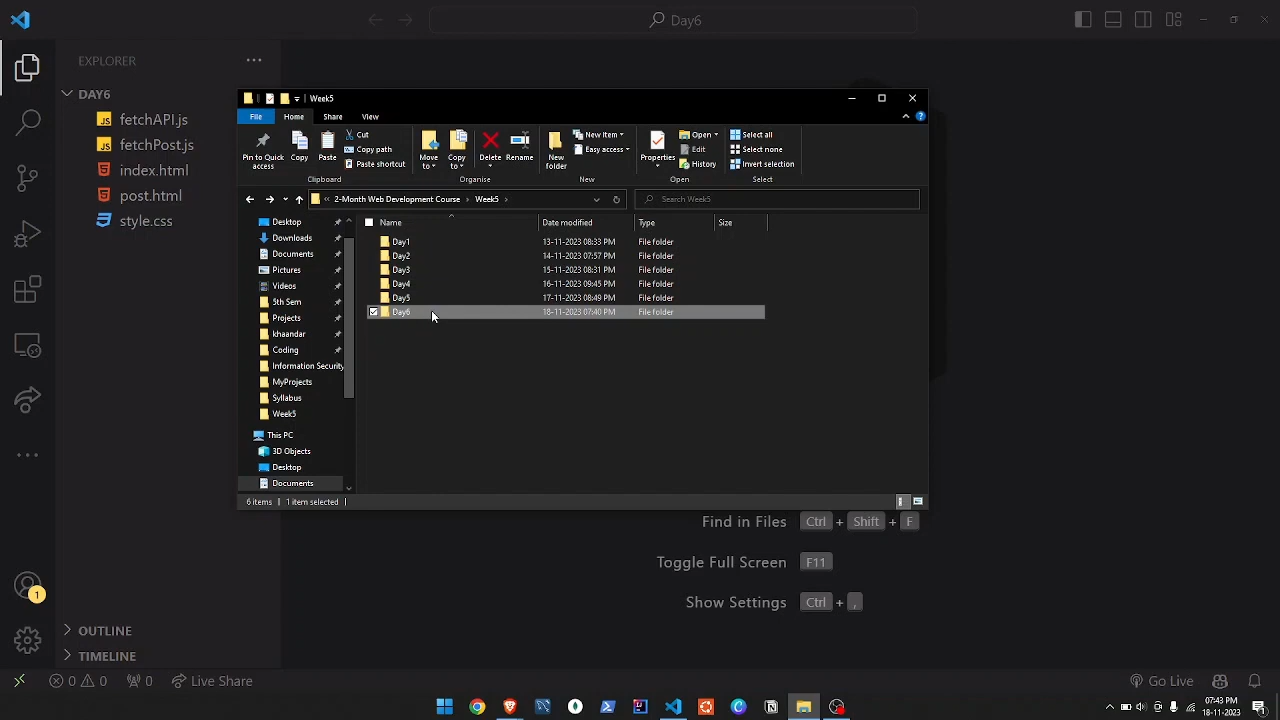 Day6
EXPLORER
DAY6
JS fetchAPI.js
JS fetchPost.js
index.html
post.html
style.css
Week5
File Home Share View
Pin to Quick access
Copy
Paste
Cut
Copy path
Paste shortcut
Clipboard
Move to
Copy to
Delete
Rename
Organise
New folder
New item
Easy access
New
Properties
Open
Edit
History
Open
Select all
Select none
Invert selection
Select
« 2-Month Web Development Course > Week5 >
Search Week5
Desktop
Downloads
Documents
Pictures
Videos
5th Sem
Projects
khaandar
Coding
Information Security
MyProjects
Syllabus
Week5
This PC
3D Objects
Desktop
Documents
Name Date modified Type Size
Day1 13-11-2023 08:33 PM File folder
Day2 14-11-2023 07:57 PM File folder
Day3 15-11-2023 08:31 PM File folder
Day4 16-11-2023 09:45 PM File folder
Day5 17-11-2023 08:49 PM File folder
Day6 18-11-2023 07:40 PM File folder
6 items 1 item selected
Find in Files Ctrl + Shift + F
Toggle Full Screen F11
Show Settings Ctrl + ,
1
OUTLINE
TIMELINE
0 0 0 Live Share
Go Live
07:43 PM
18-11-2023